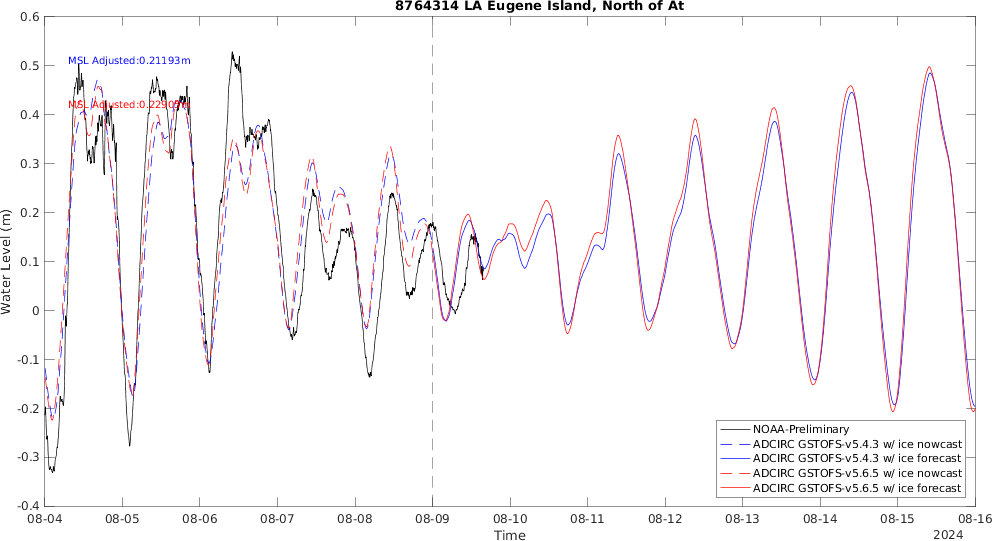 8764314 LA Eugene Island, North of At
0.6
0.5
0.4
0.3
0.2
0.1
0
-0.1
-0.2
-0.3
-0.4
Water Level (m)
MSL Adjusted:0.21193m
MSL Adjusted:0.22905m
NOAA-Preliminary
ADCIRC GSTOFS-v5.4.3 w/ ice nowcast
ADCIRC GSTOFS-v5.4.3 w/ ice forecast
ADCIRC GSTOFS-v5.6.5 w/ ice nowcast
ADCIRC GSTOFS-v5.6.5 w/ ice forecast
08-04 08-05 08-06 08-07 08-08 08-09 08-10 08-11 08-12 08-13 08-14 08-15 08-16
Time
2024